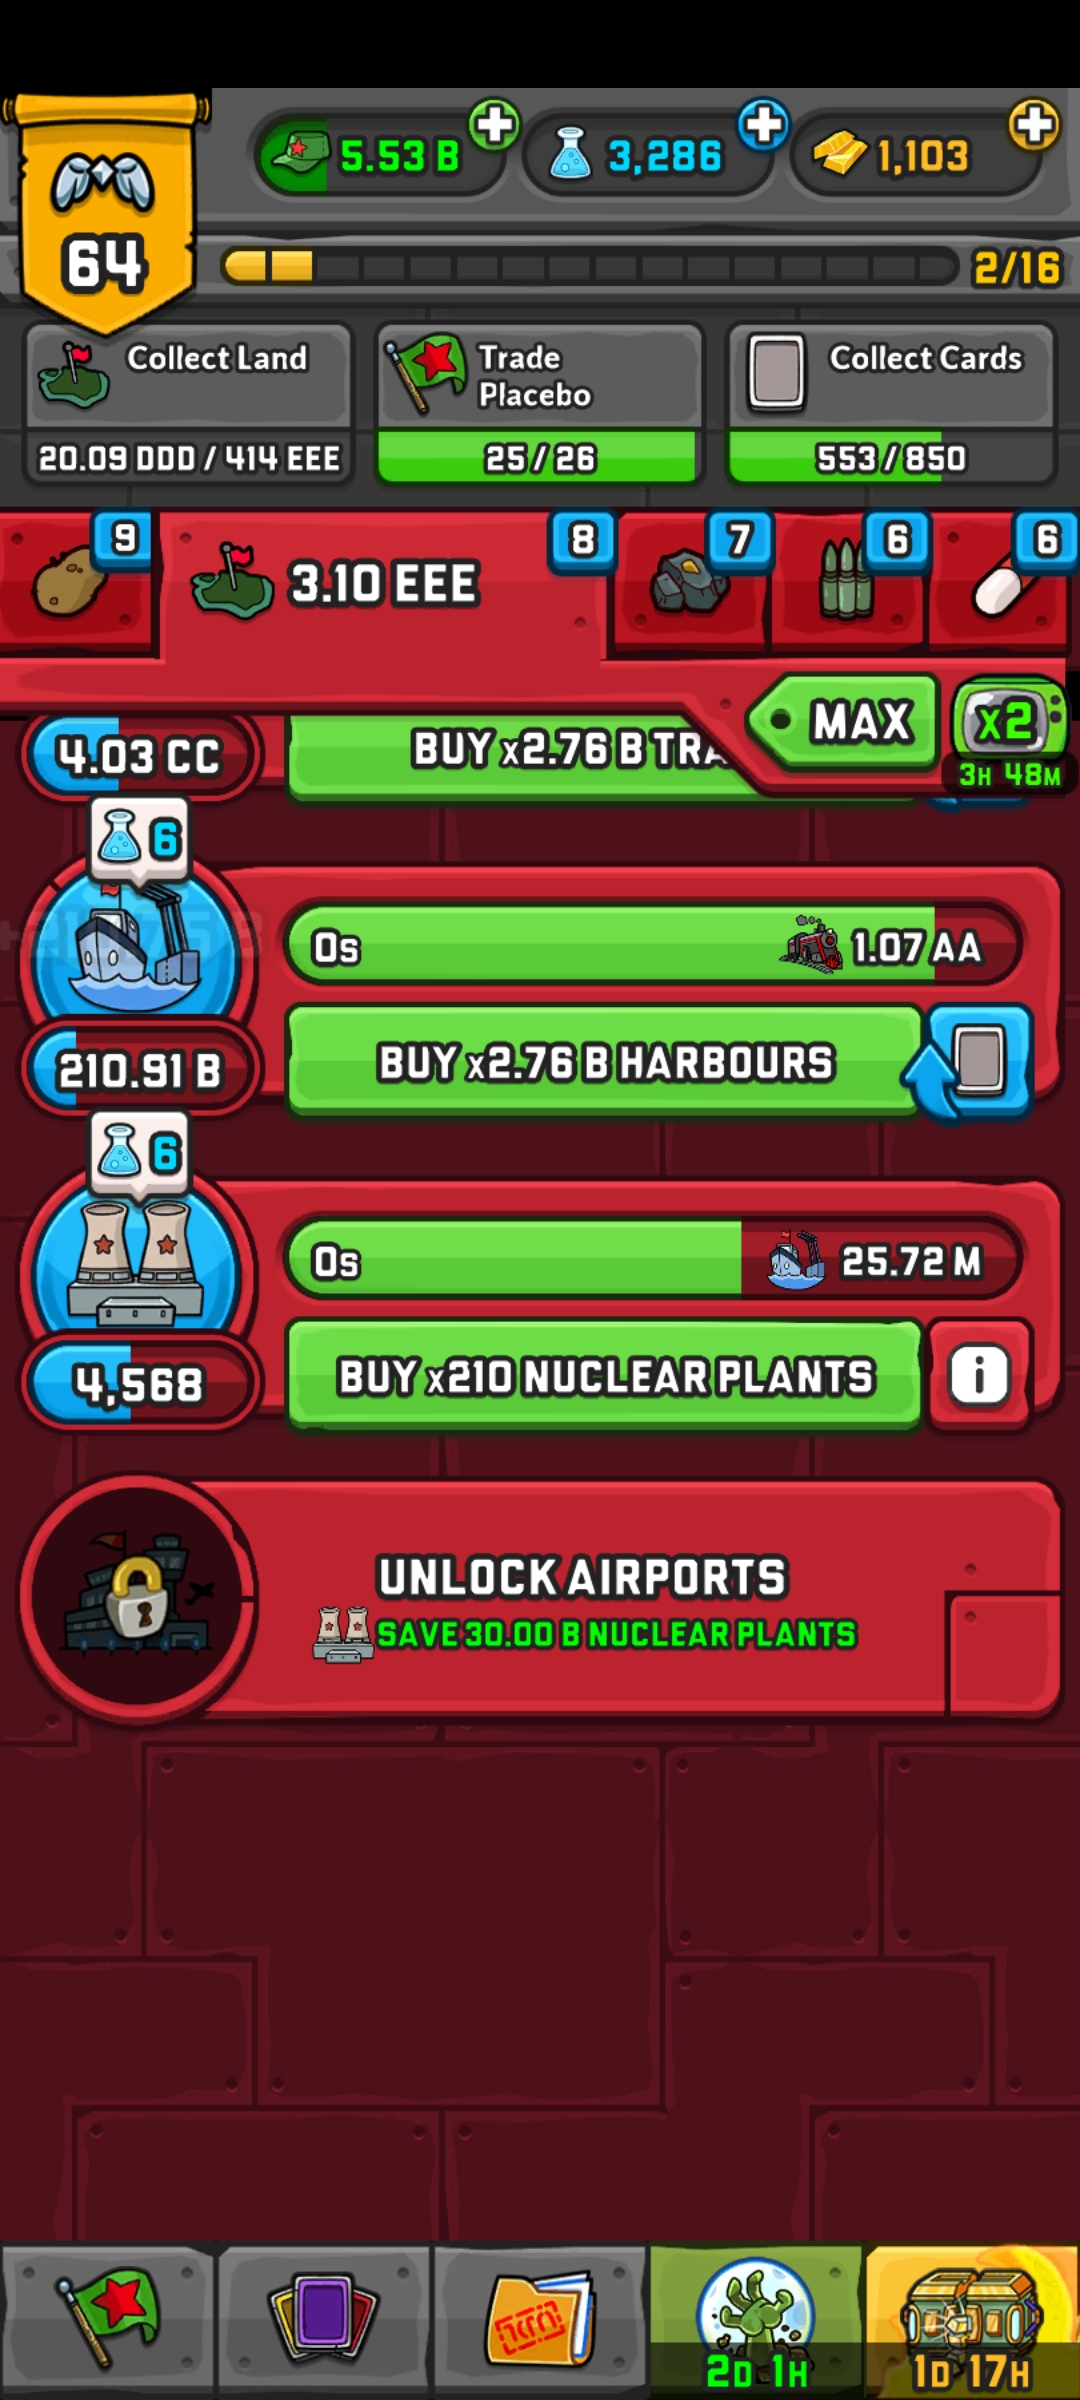 5.53 B
3,286
1,103
64
2/16
Collect Land
20.09 DDD / 414 EEE
Trade
Placebo
25 / 26
Collect Cards
553 / 850
9
3.10 EEE
8
7
6
6
MAX
x2
3H 48M
4.03 CC
BUY x2.76 B TRA
6
0s
1.07 AA
210.91 B
BUY x2.76 B HARBOURS
6
0s
25.72 M
4,568
BUY x210 NUCLEAR PLANTS
i
UNLOCK AIRPORTS
SAVE 30.00 B NUCLEAR PLANTS
2D 1H
1D 17H